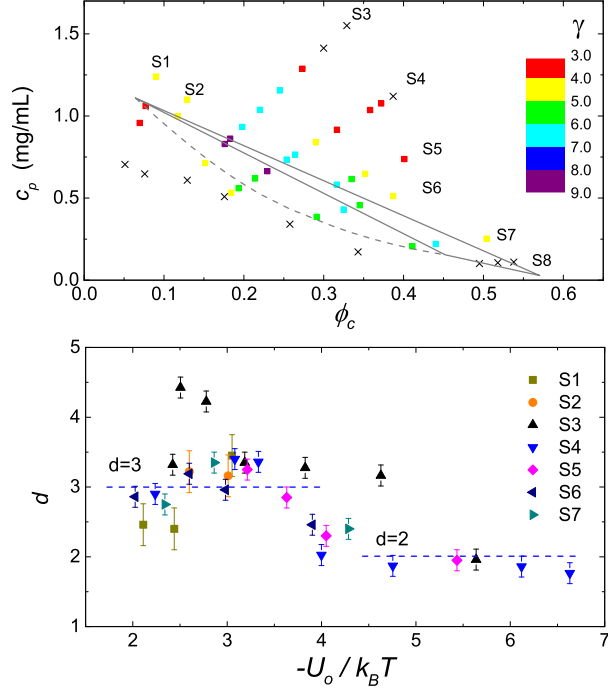 γ
S3
1.5
S1
3.0
S2
S4
4.0
1.0
5.0
c_p (mg/mL)
S5
6.0
S6
7.0
0.5
8.0
S7
9.0
S8
0.0
0.0 0.1 0.2 0.3 0.4 0.5 0.6
ϕ_c
5
S1
S2
4
S3
S4
d=3
S5
3
S6
d
S7
d=2
2
1
2 3 4 5 6 7
-U_o / k_BT